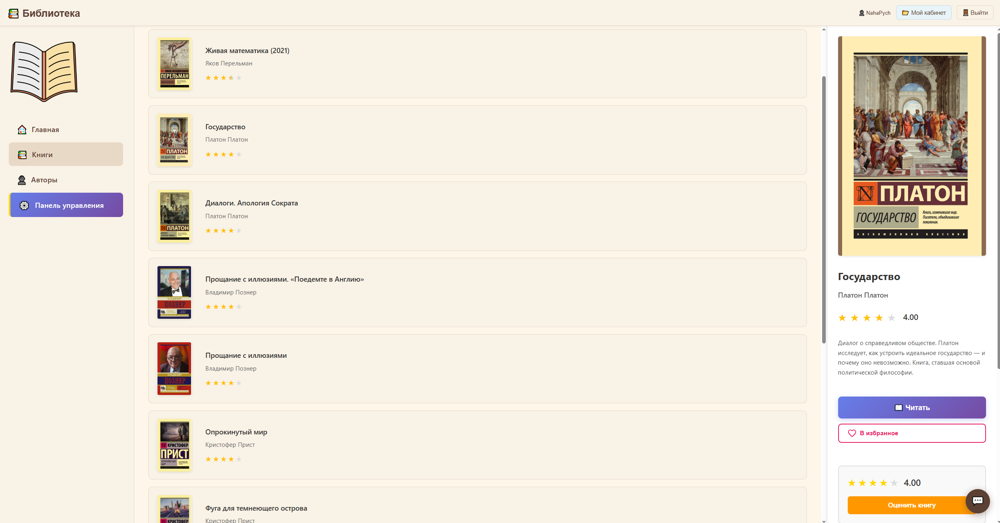 Библиотека
NahaPych
Мой кабинет
Выйти
Главная
Книги
Авторы
Панель управления
ЯКОВ ИСИДОРОВИЧ
ПЕРЕЛЬМАН
Живая математика (2021)
Яков Перельман
ПЛАТОН
ГОСУДАРСТВО
Государство
Платон Платон
ПЛАТОН
Диалоги. Апология Сократа
Платон Платон
ВЛАДИМИР
ПОЗНЕР
Прощание с иллюзиями. «Поедемте в Англию»
Владимир Познер
ВЛАДИМИР
ПОЗНЕР
Прощание с иллюзиями
Владимир Познер
КРИСТОФЕР
ПРИСТ
ОПРОКИНУТЫЙ
МИР
Опрокинутый мир
Кристофер Прист
КРИСТОФЕР
Фуга для темнеющего острова
Кристофер Прист
ПЛАТОН
ГОСУДАРСТВО
Книги, изменившие мир.
Писатели, объединившие
поколения.
эксклюзивная классика
Государство
Платон Платон
4.00
Диалог о справедливом обществе. Платон
исследует, как устроить идеальное государство — и
почему оно невозможно. Книга, ставшая основой
политической философии.
Читать
В избранное
4.00
Оценить книгу